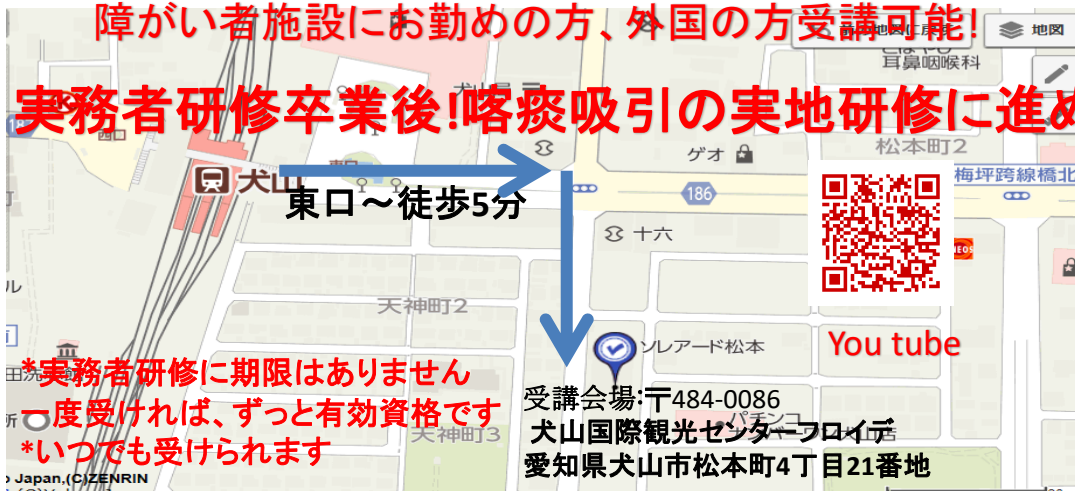 障がい者施設にお勤めの方、外国の方受講可能!
地図
耳鼻咽喉科
実務者研修卒業後!喀痰吸引の実地研修に進め
西口
松本町2
ゲオ
梅坪跨線橋北
犬山
東口
186
東口～徒歩5分
十六
天神町2
ソレアード松本
You tube
*実務者研修に期限はありません
一度受ければ、ずっと有効資格です
*いつでも受けられます
天神町3
受講会場:〒484-0086
パチンコ
犬山国際観光センターフロイデ
愛知県犬山市松本町4丁目21番地
Japan,(C)ZENRIN